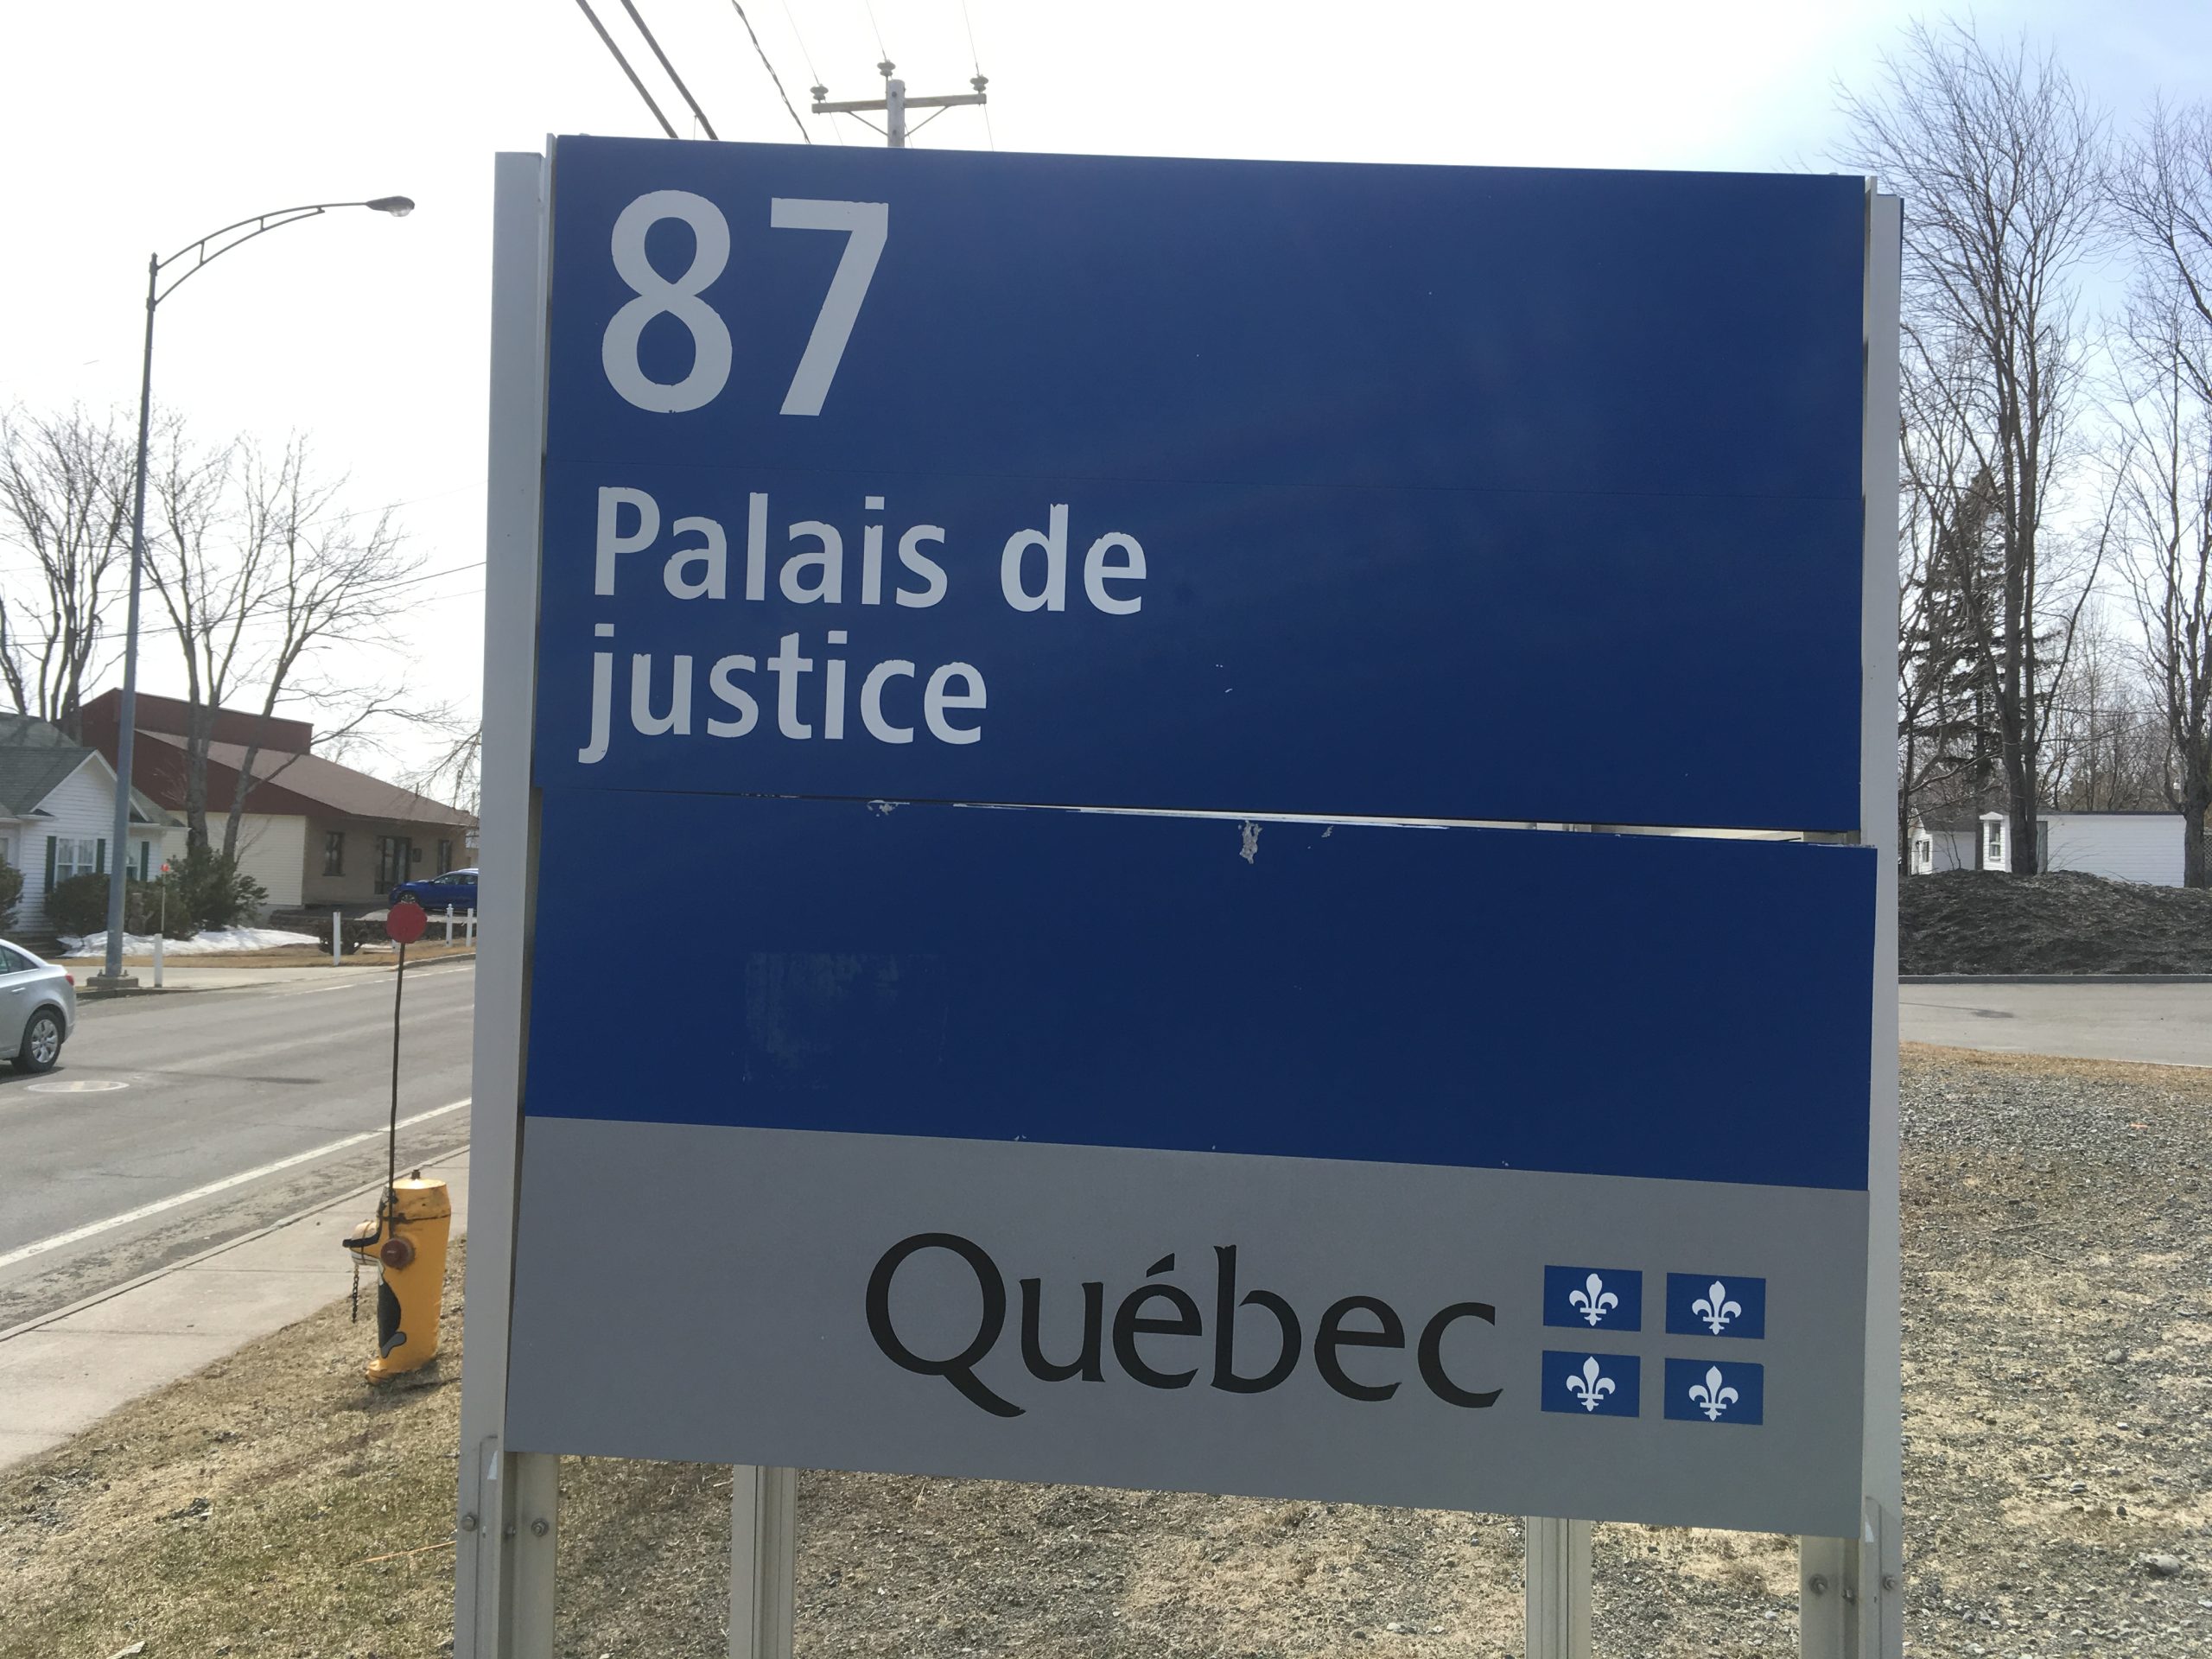 87
Palais de
justice
Québec